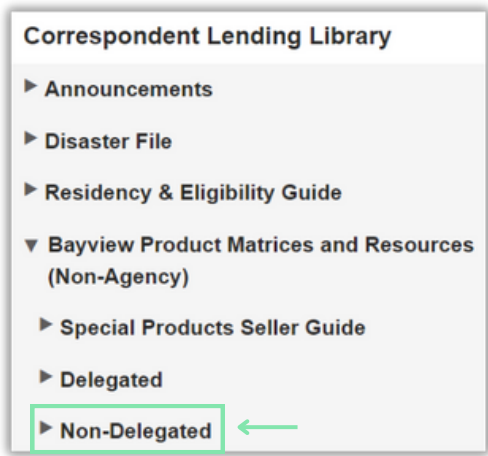 Correspondent Lending Library
Announcements
Disaster File
Residency & Eligibility Guide
Bayview Product Matrices and Resources
(Non-Agency)
Special Products Seller Guide
Delegated
Non-Delegated